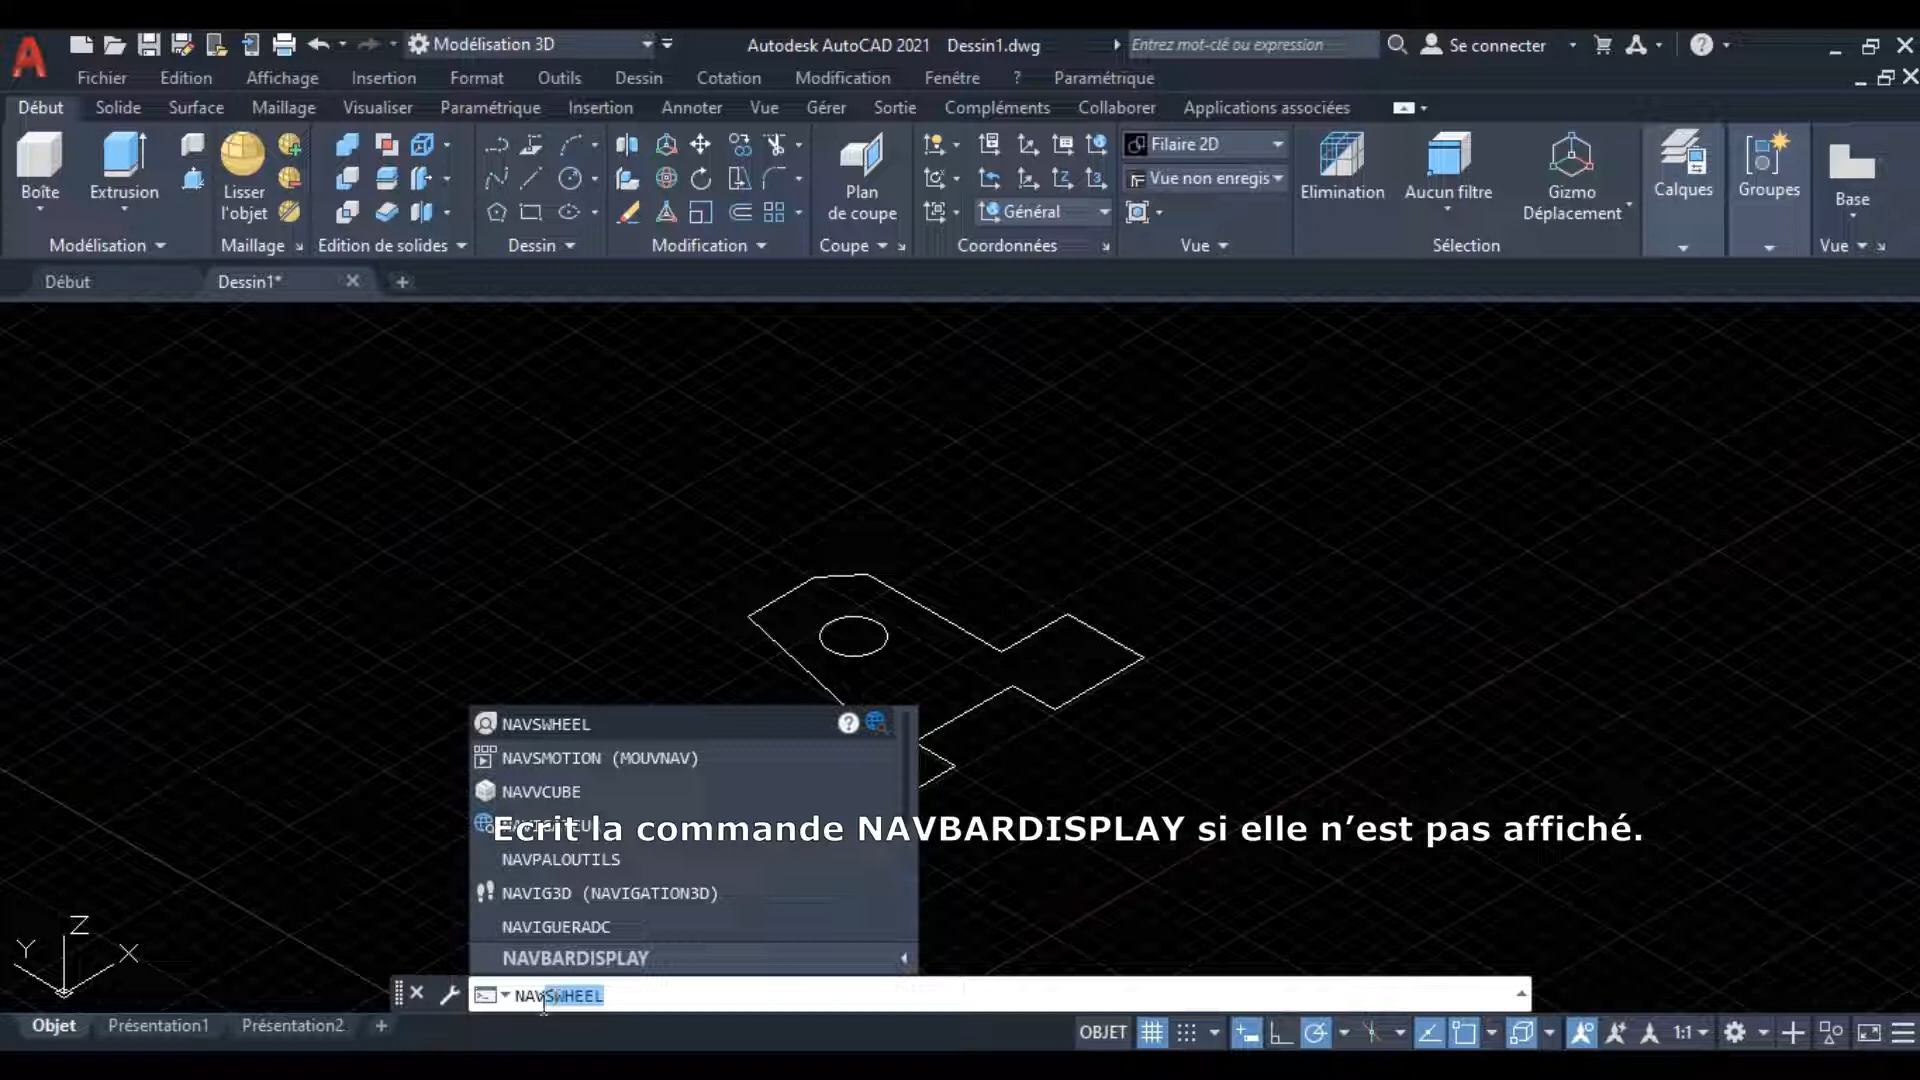 Modélisation 3D
Autodesk AutoCAD 2021 Dessin1.dwg
Entrez mot-clé ou expression
Se connecter
Fichier Edition Affichage Insertion Format Outils Dessin Cotation Modification Fenêtre ? Paramétrique
Début Solide Surface Maillage Visualiser Paramétrique Insertion Annoter Vue Gérer Sortie Compléments Collaborer Applications associées
Boîte
Extrusion
Lisser
l'objet
Plan
de coupe
Filaire 2D
Vue non enregis
Général
Elimination
Aucun filtre
Gizmo
Déplacement
Calques
Groupes
Base
Modélisation
Maillage
Edition de solides
Dessin
Modification
Coupe
Coordonnées
Vue
Sélection
Vue
Début
Dessin1*
NAVSWHEEL
NAVSMOTION (MOUVNAV)
NAVVCUBE
Ecrit la commande NAVBARDISPLAY si elle n’est pas affiché.
NAVPALOUTILS
NAVIG3D (NAVIGATION3D)
NAVIGUERADC
NAVBARDISPLAY
NAVSWHEEL
Z
Y
X
Objet Présentation1 Présentation2
OBJET
1:1